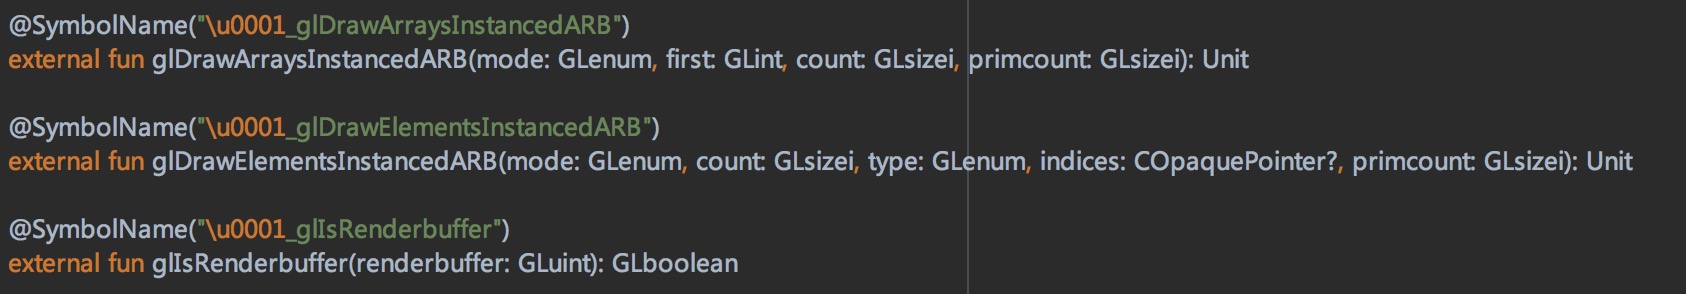 @SymbolName("\u0001_glDrawArraysInstancedARB")
external fun glDrawArraysInstancedARB(mode: GLenum, first: GLint, count: GLsizei, primcount: GLsizei): Unit
@SymbolName("\u0001_glDrawElementsInstancedARB")
external fun glDrawElementsInstancedARB(mode: GLenum, count: GLsizei, type: GLenum, indices: COpaquePointer?, primcount: GLsizei): Unit
@SymbolName("\u0001_glIsRenderbuffer")
external fun glIsRenderbuffer(renderbuffer: GLuint): GLboolean